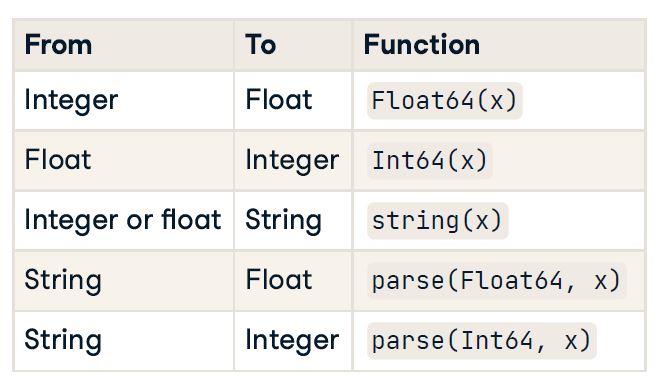 From To Function
Integer Float Float64(x)
Float Integer Int64(x)
Integer or float String string(x)
String Float parse(Float64, x)
String Integer parse(Int64, x)